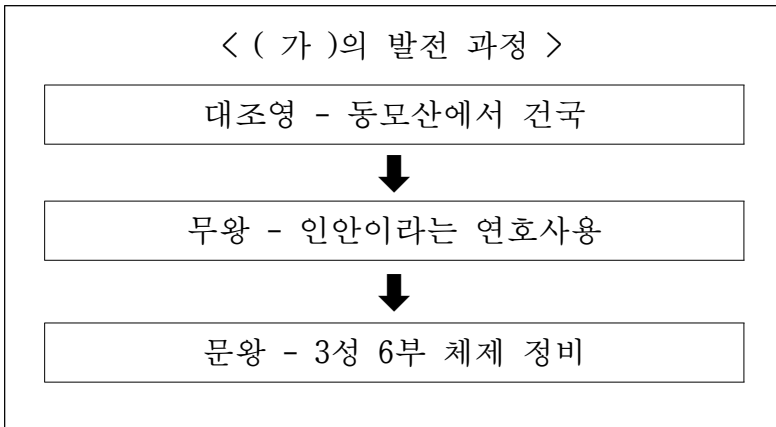 < ( 가 )의 발전 과정 >
대조영 - 동모산에서 건국
무왕 - 인안이라는 연호사용
문왕 - 3성 6부 체제 정비